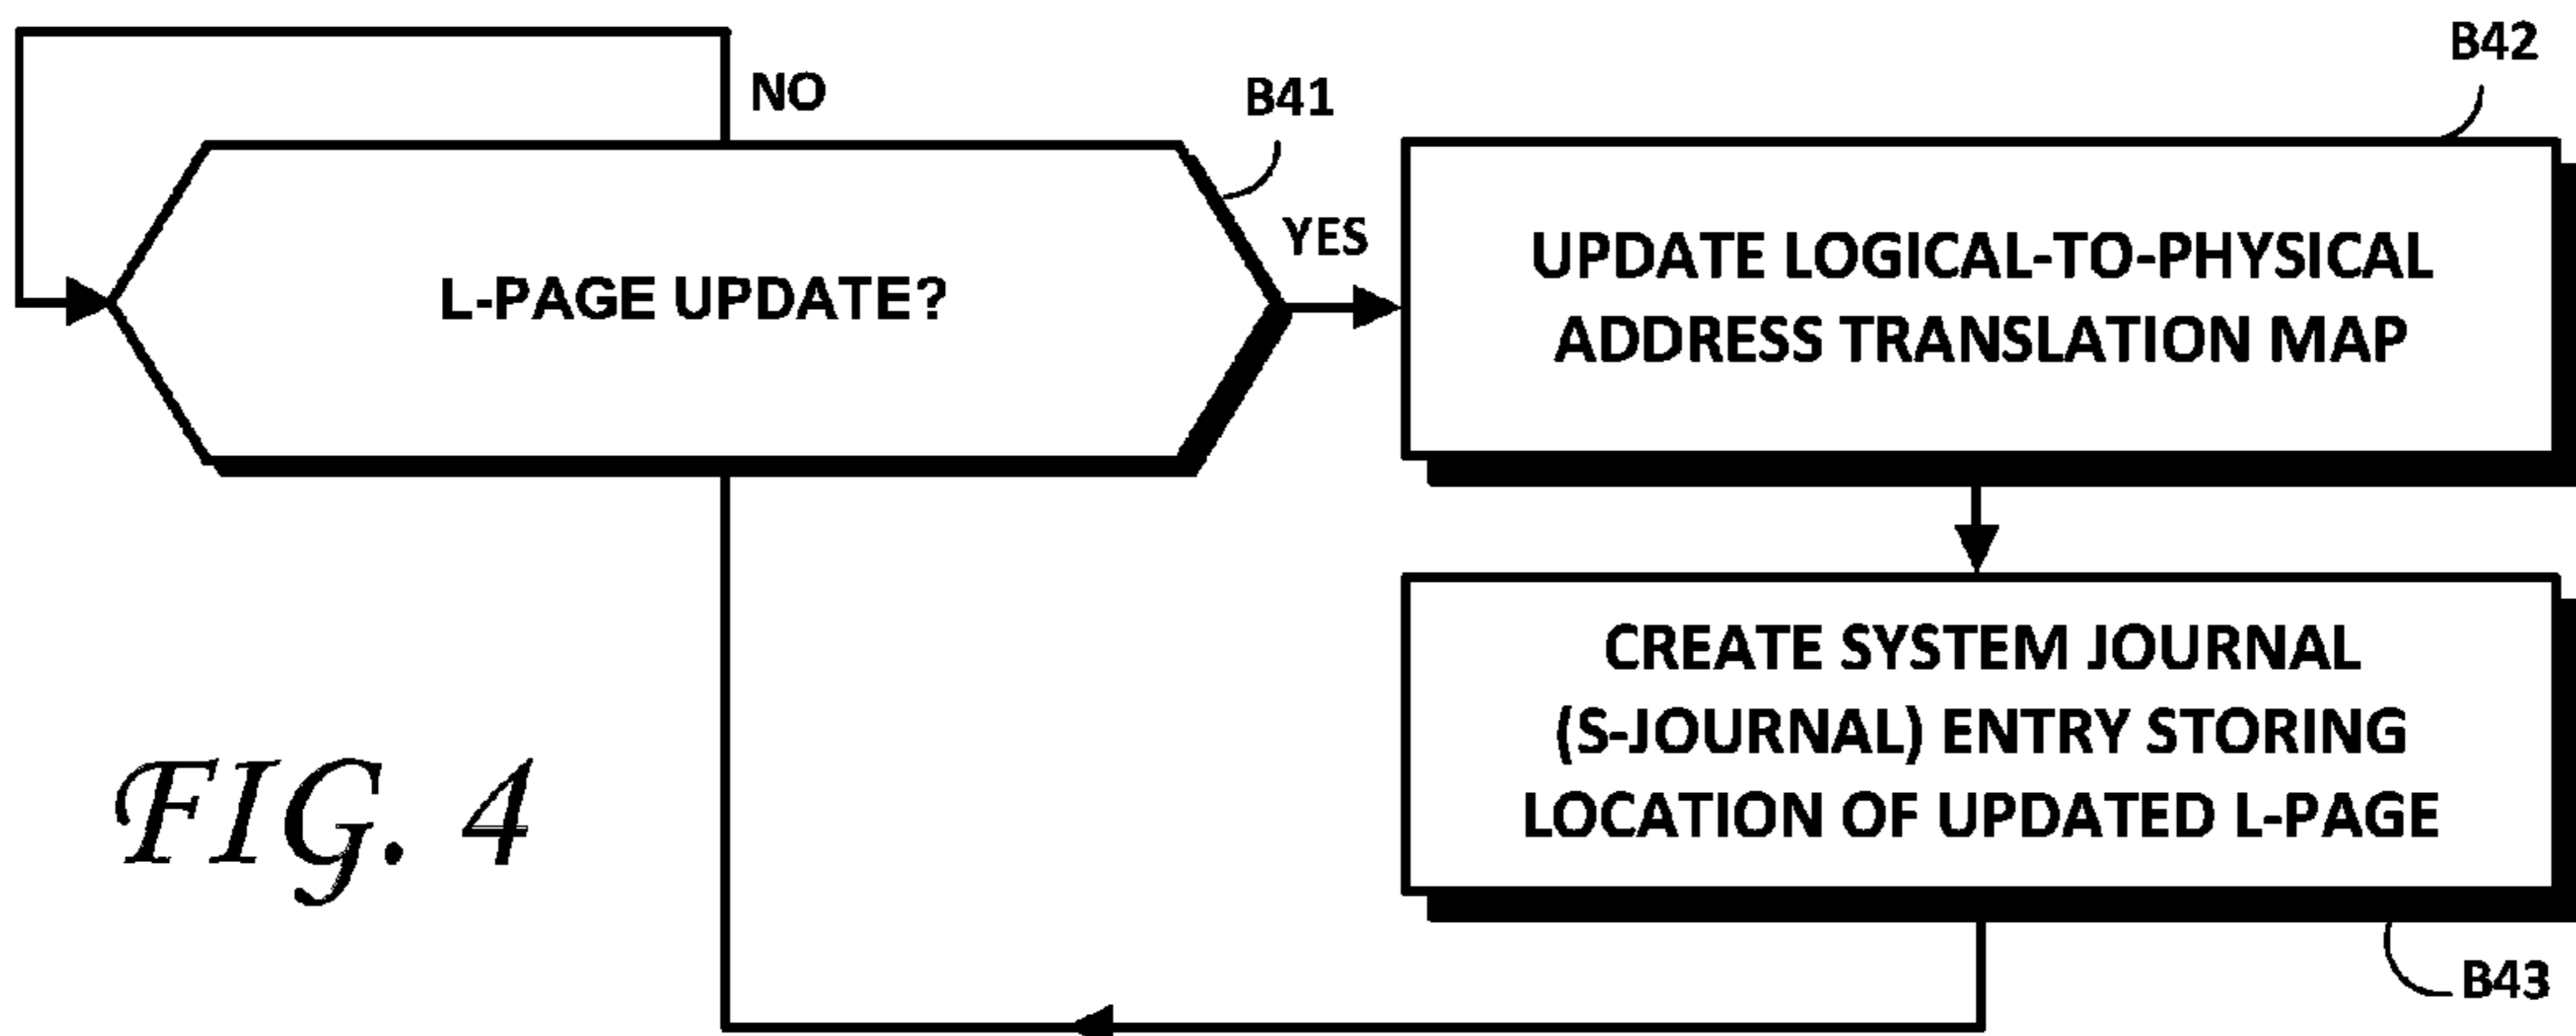 NO
B41
B42
L-PAGE UPDATE?
YES
UPDATE LOGICAL-TO-PHYSICAL
ADDRESS TRANSLATION MAP
CREATE SYSTEM JOURNAL
(S-JOURNAL) ENTRY STORING
LOCATION OF UPDATED L-PAGE
B43
FIG. 4